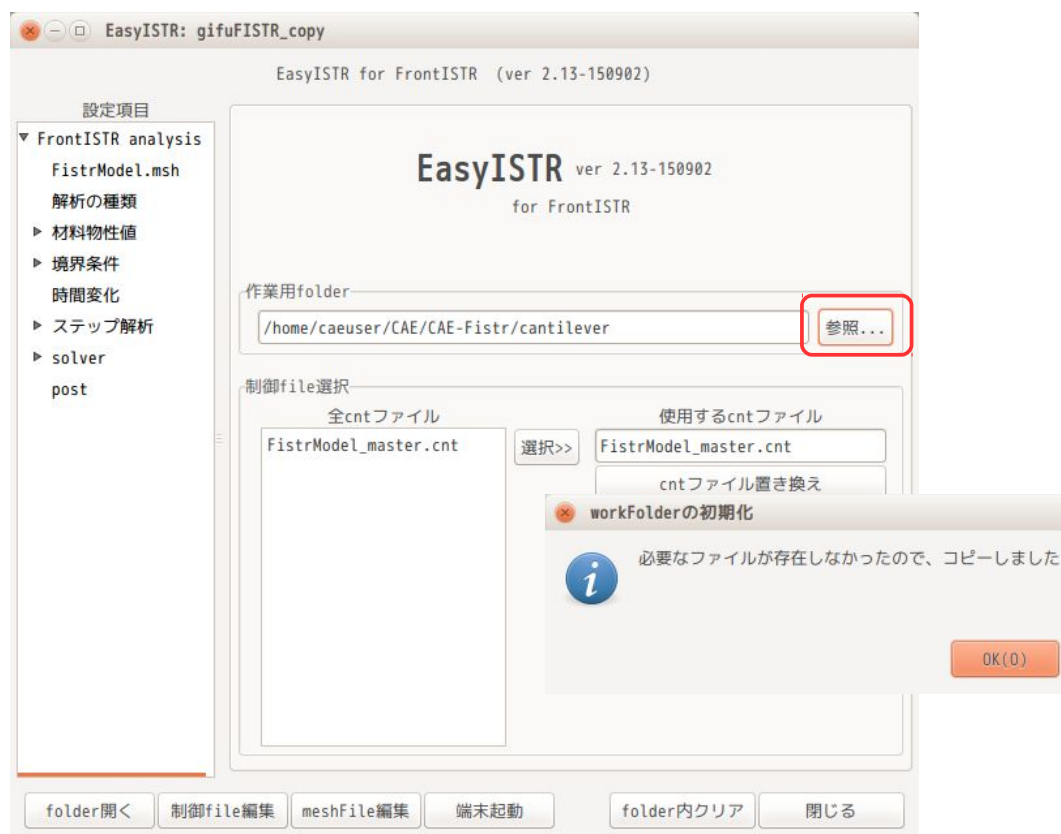 EasyISTR: gifuFISTR_copy
EasyISTR for FrontISTR (ver 2.13-150902)
設定項目
FrontISTR analysis
FistrModel.msh
解析の種類
材料物性値
境界条件
時間変化
ステップ解析
solver
post
EasyISTR ver 2.13-150902
for FrontISTR
作業用folder
/home/caeuser/CAE/CAE-Fistr/cantilever
参照...
制御file選択
全cntファイル
FistrModel_master.cnt
選択>>
使用するcntファイル
FistrModel_master.cnt
cntファイル置き換え
workFolderの初期化
必要なファイルが存在しなかったので、コピーしました
OK(O)
folder開く
制御file編集
meshFile編集
端末起動
folder内クリア
閉じる